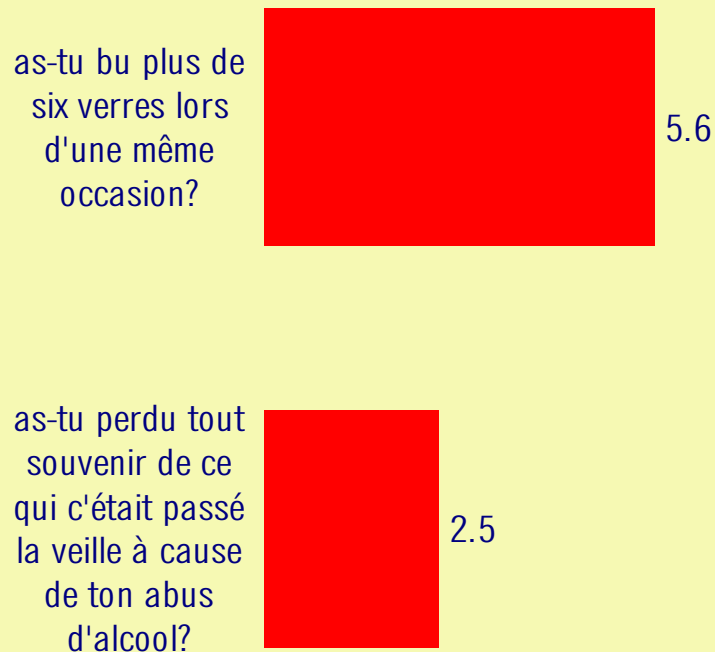 as-tu bu plus de
six verres lors
d'une même
occasion?
5.6
as-tu perdu tout
souvenir de ce
qui c'était passé
la veille à cause
de ton abus
d'alcool?
2.5